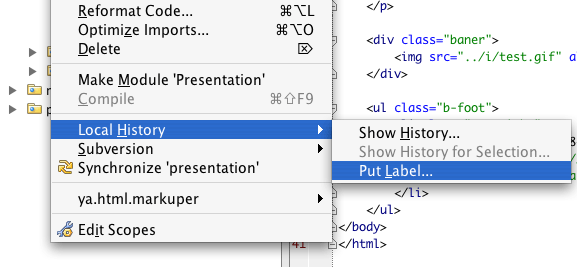 Reformat Code... ⌥⌘L
Optimize Imports... ⌥⌘O
Delete ⌦
Make Module 'Presentation'
Compile ⌘⇧F9
Local History
Subversion
Synchronize 'presentation'
ya.html.markuper
Edit Scopes
Show History...
Show History for Selection...
Put Label...
</p>
<div class="baner">
<img src="../i/test.gif" a
</div>
<ul class="b-foot">
8
</li>
</ul>
</body>
41 </html>